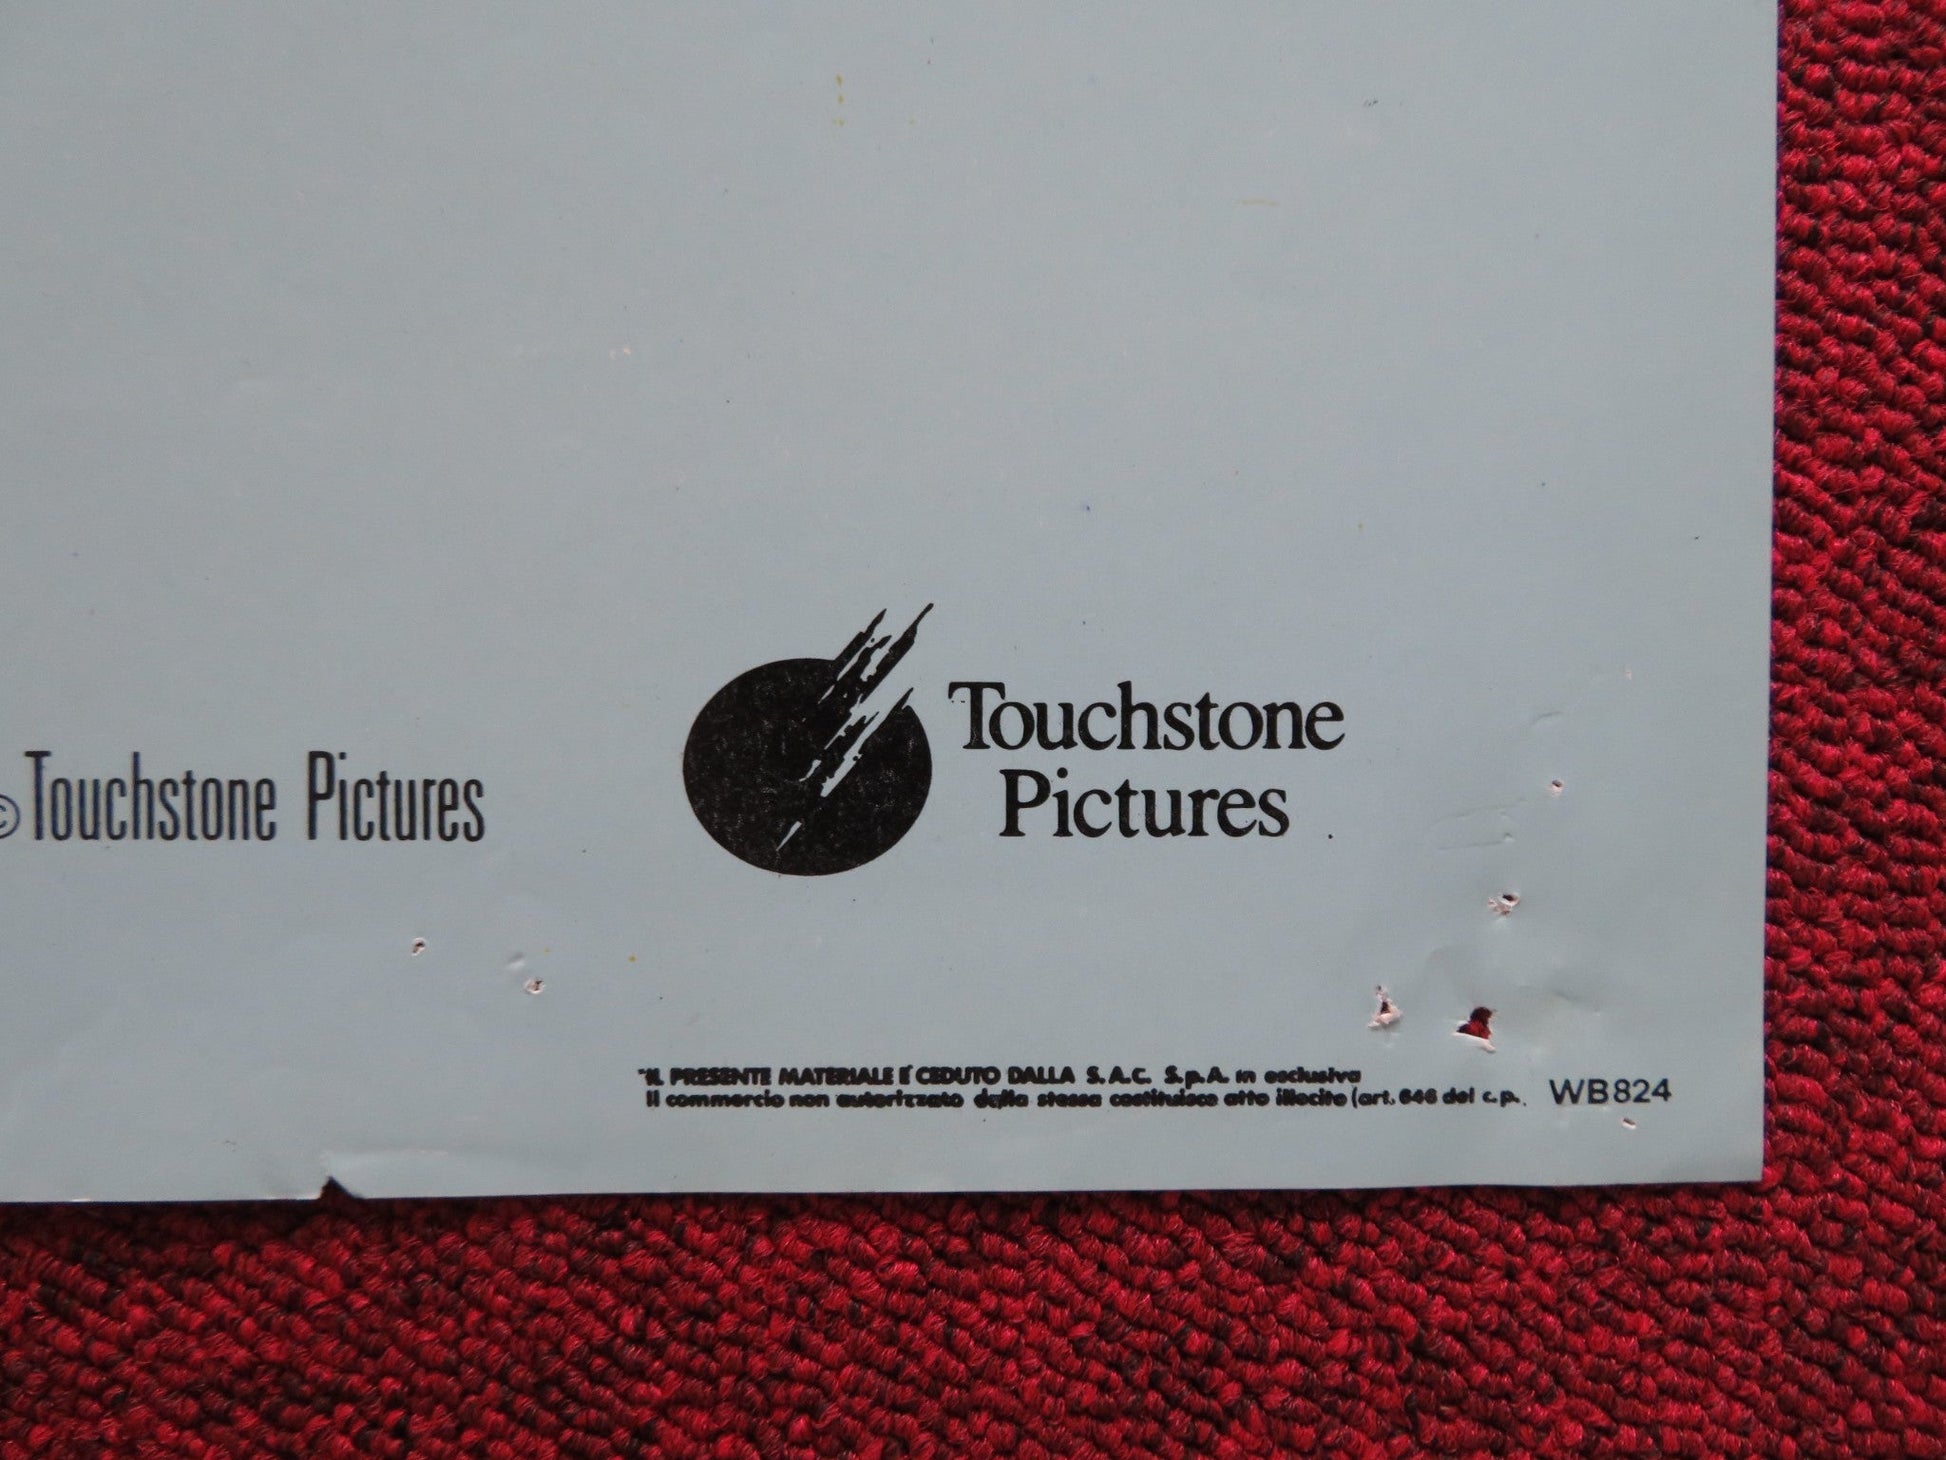 Touchstone
Pictures
© Touchstone Pictures
"IL PRESENTE MATERIALE E' CEDUTO DALLA S.A.C. S.p.A. in esclusiva
Il commercio non autorizzato dalla stessa costituisce atto illecito (art. 646 del c.p.
WB824